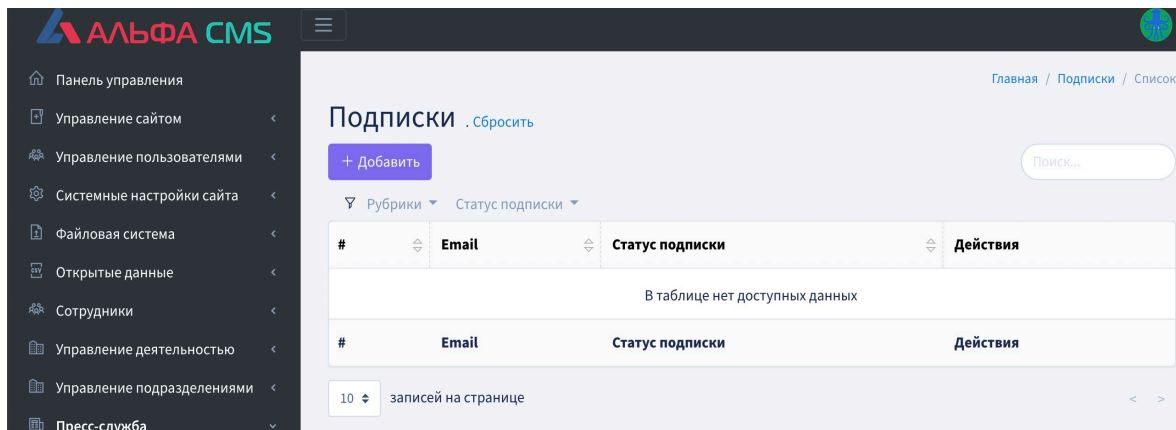 АЛЬФА CMS
Панель управления
Управление сайтом
Управление пользователями
Системные настройки сайта
Файловая система
Открытые данные
Сотрудники
Управление деятельностью
Управление подразделениями
Пресс-служба
Главная / Подписки / Список
Подписки . Сбросить
+ Добавить
Поиск...
Рубрики Статус подписки
# Email Статус подписки Действия
В таблице нет доступных данных
# Email Статус подписки Действия
10 записей на странице
< >